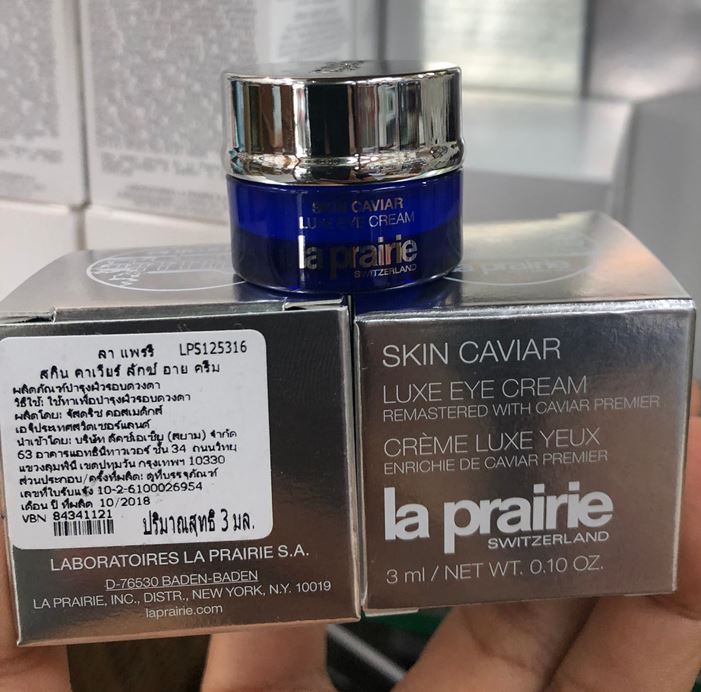 SKIN CAVIAR
LUXE EYE CREAM
la prairie
SWITZERLAND
ลา แพรรี LPS125316
สกิน คาเวียร์ ลักซ์ อาย ครีม
ผลิตภัณฑ์บำรุงผิวรอบดวงตา
วิธีใช้: ใช้ทาเพื่อบำรุงผิวรอบดวงตา
ผลิตโดย: จัสตริช คอสเมติกส์
เอจีประเทศสวิตเซอร์แลนด์
นำเข้าโดย: บริษัท ลัคช์เอเชีย (สยาม) จำกัด
63 อาคารแอทธินีทาวเวอร์ ชั้น 34 ถนนวิทยุ
แขวงลุมพินี เขตปทุมวัน กรุงเทพฯ 10330
ส่วนประกอบ/ครั้งที่ผลิต: ดูที่บรรจุภัณฑ์
เลขที่ใบรับแจ้ง 10-2-6100026954
เดือน ปี ที่ผลิต 10/2018
VBN 84341121 ปริมาณสุทธิ 3 มล.
LABORATOIRES LA PRAIRIE S.A.
D-76530 BADEN-BADEN
LA PRAIRIE, INC., DISTR., NEW YORK, N.Y. 10019
laprairie.com
la prairie
SKIN CAVIAR
LUXE EYE CREAM
REMASTERED WITH CAVIAR PREMIER
CRÈME LUXE YEUX
ENRICHIE DE CAVIAR PREMIER
la prairie
SWITZERLAND
3 ml / NET WT. 0.10 OZ.